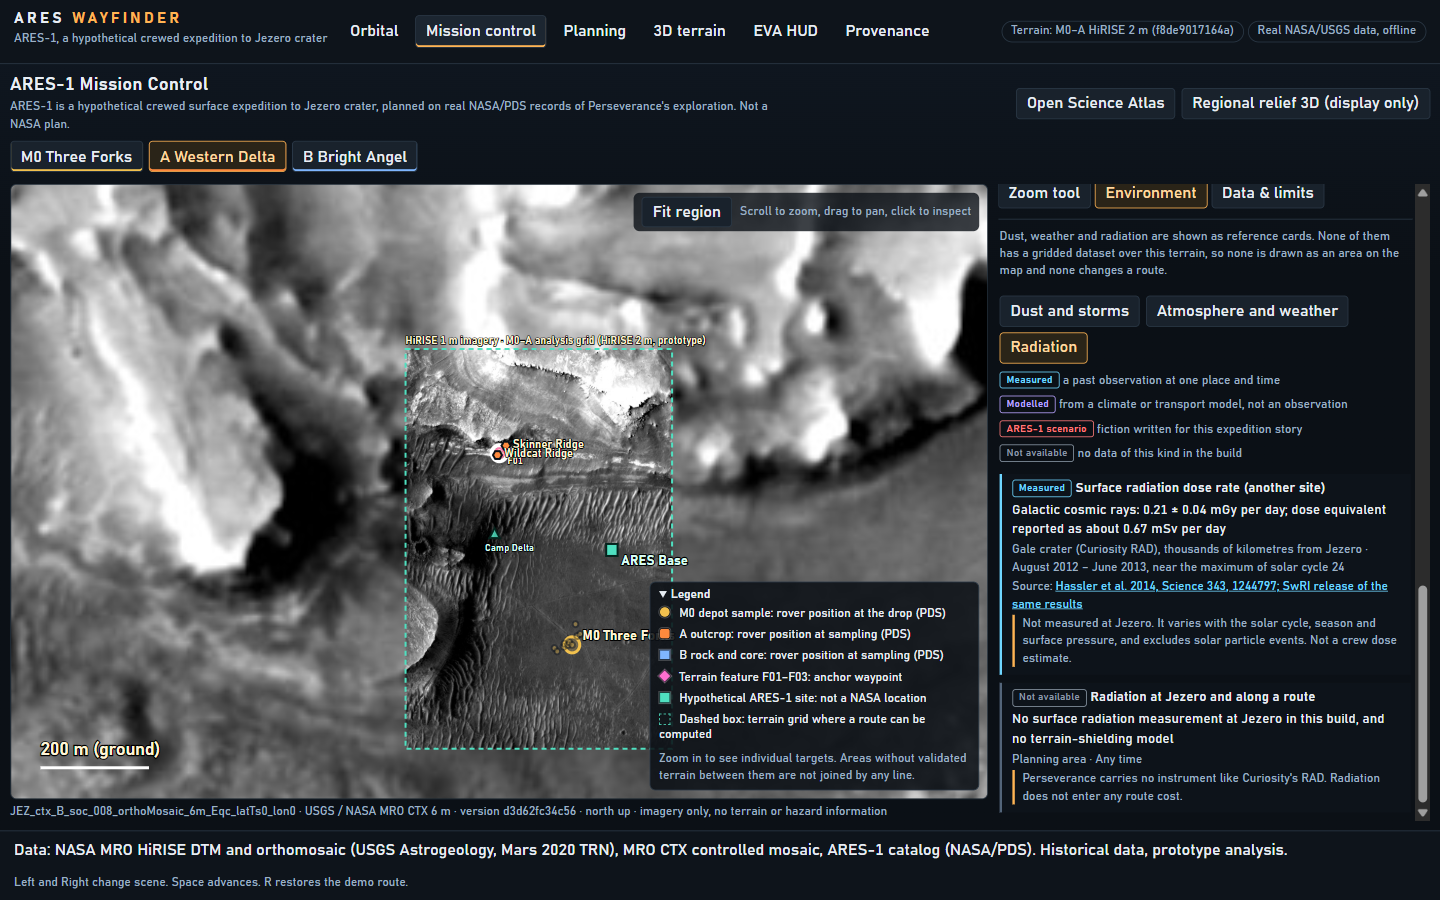 ARES WAYFINDER
ARES-1, a hypothetical crewed expedition to Jezero crater
Orbital
Mission control
Planning
3D terrain
EVA HUD
Provenance
Terrain: M0-A HiRISE 2 m (f8de9017164a)
Real NASA/USGS data, offline
ARES-1 Mission Control
ARES-1 is a hypothetical crewed surface expedition to Jezero crater, planned on real NASA/PDS records of Perseverance's exploration. Not a
NASA plan.
Open Science Atlas
Regional relief 3D (display only)
M0 Three Forks
A Western Delta
B Bright Angel
Fit region
Scroll to zoom, drag to pan, click to inspect
HiRISE 1 m imagery · M0-A analysis grid (HiRISE 2 m, prototype)
Skinner Ridge
Wildcat Ridge
F01
Camp Delta
ARES Base
M0 Three Fo
200 m (ground)
▼ Legend
M0 depot sample: rover position at the drop (PDS)
A outcrop: rover position at sampling (PDS)
B rock and core: rover position at sampling (PDS)
Terrain feature F01-F03: anchor waypoint
Hypothetical ARES-1 site: not a NASA location
Dashed box: terrain grid where a route can be
computed
Zoom in to see individual targets. Areas without validated
terrain between them are not joined by any line.
JEZ_ctx_B_soc_008_orthoMosaic_6m_Eqc_latTs0_lon0 · USGS / NASA MRO CTX 6 m · version d3d62fc34c56 · north up · imagery only, no terrain or hazard information
Zoom tool
Environment
Data & limits
Dust, weather and radiation are shown as reference cards. None of them
has a gridded dataset over this terrain, so none is drawn as an area on the
map and none changes a route.
Dust and storms
Atmosphere and weather
Radiation
Measured a past observation at one place and time
Modelled from a climate or transport model, not an observation
ARES-1 scenario fiction written for this expedition story
Not available no data of this kind in the build
Measured Surface radiation dose rate (another site)
Galactic cosmic rays: 0.21 ± 0.04 mGy per day; dose equivalent
reported as about 0.67 mSv per day
Gale crater (Curiosity RAD), thousands of kilometres from Jezero ·
August 2012 – June 2013, near the maximum of solar cycle 24
Source: Hassler et al. 2014, Science 343, 1244797; SwRI release of the
same results
Not measured at Jezero. It varies with the solar cycle, season and
surface pressure, and excludes solar particle events. Not a crew dose
estimate.
Not available Radiation at Jezero and along a route
No surface radiation measurement at Jezero in this build, and
no terrain-shielding model
Planning area · Any time
Perseverance carries no instrument like Curiosity's RAD. Radiation
does not enter any route cost.
Data: NASA MRO HiRISE DTM and orthomosaic (USGS Astrogeology, Mars 2020 TRN), MRO CTX controlled mosaic, ARES-1 catalog (NASA/PDS). Historical data, prototype analysis.
Left and Right change scene. Space advances. R restores the demo route.